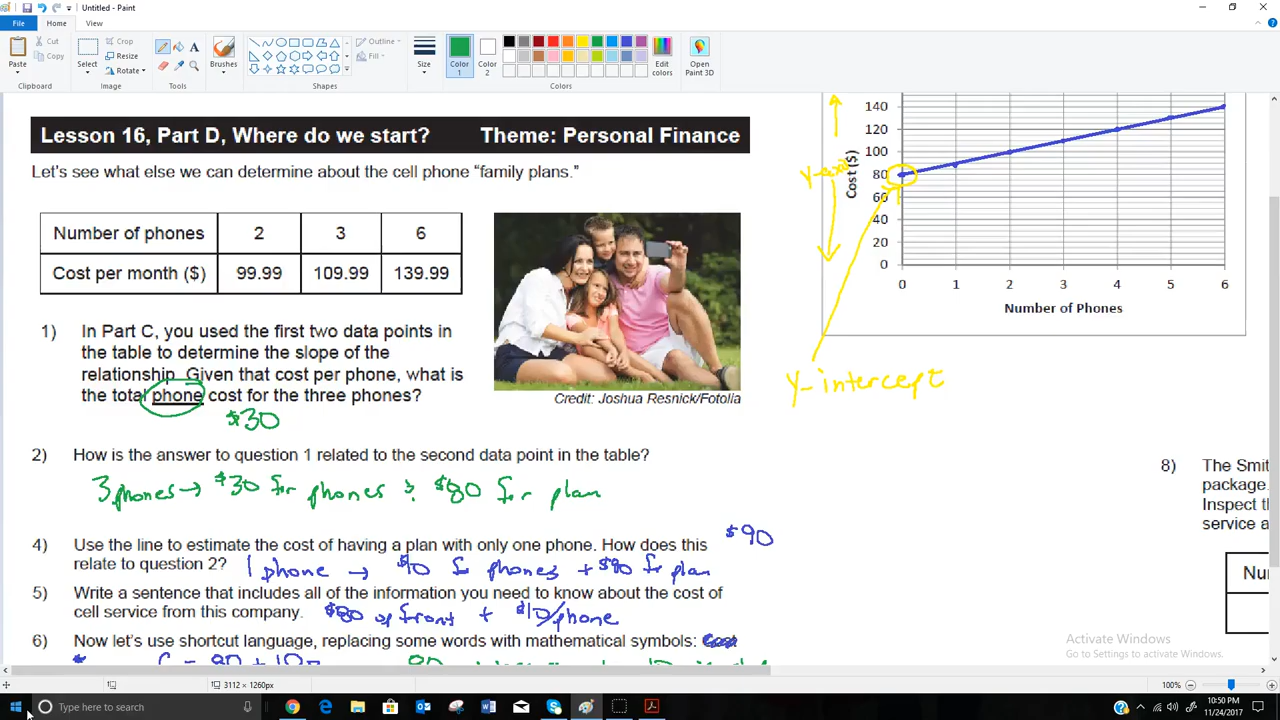 Untitled - Paint
File Home View
Paste Cut Copy Clipboard
Select Crop Resize Rotate Image
Tools
Brushes
Outline Fill Shapes
Size
Color 1 Color 2 Edit colors Colors
Open Paint 3D
Lesson 16, Part D, Where do we start? Theme: Personal Finance
Let's see what else we can determine about the cell phone “family plans.”
Number of phones 2 3 6
Cost per month ($) 99.99 109.99 139.99
1) In Part C, you used the first two data points in
the table to determine the slope of the
relationship. Given that cost per phone, what is
the total phone cost for the three phones?
$30
Credit: Joshua Resnick/Fotolia
2) How is the answer to question 1 related to the second data point in the table?
3 phones → $30 for phones & $80 for plan
4) Use the line to estimate the cost of having a plan with only one phone. How does this
relate to question 2?
$90
1 phone → $10 for phones + $80 for plan
5) Write a sentence that includes all of the information you need to know about the cost of
cell service from this company.
$80 up front + $10/phone
6) Now let's use shortcut language, replacing some words with mathematical symbols:
140
120
100
80
60
40
20
0
Cost ($)
y-axis
0 1 2 3 4 5 6
Number of Phones
y-intercept
8) The Smit
package.
Inspect t
service a
Nu
Activate Windows
Go to Settings to activate Windows.
3112 × 1260px
100%
Type here to search
10:50 PM
11/24/2017